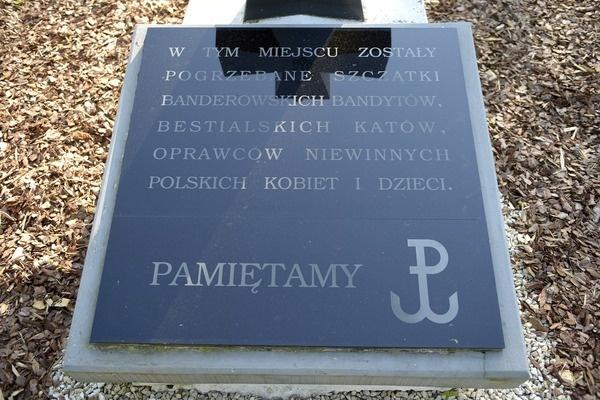 W TYM MIEJSCU ZOSTAŁY
POGRZEBANE SZCZĄTKI
BANDEROWSKICH BANDYTÓW,
BESTIALSKICH KATÓW,
OPRAWCÓW NIEWINNYCH
POLSKICH KOBIET I DZIECI.
PAMIĘTAMY